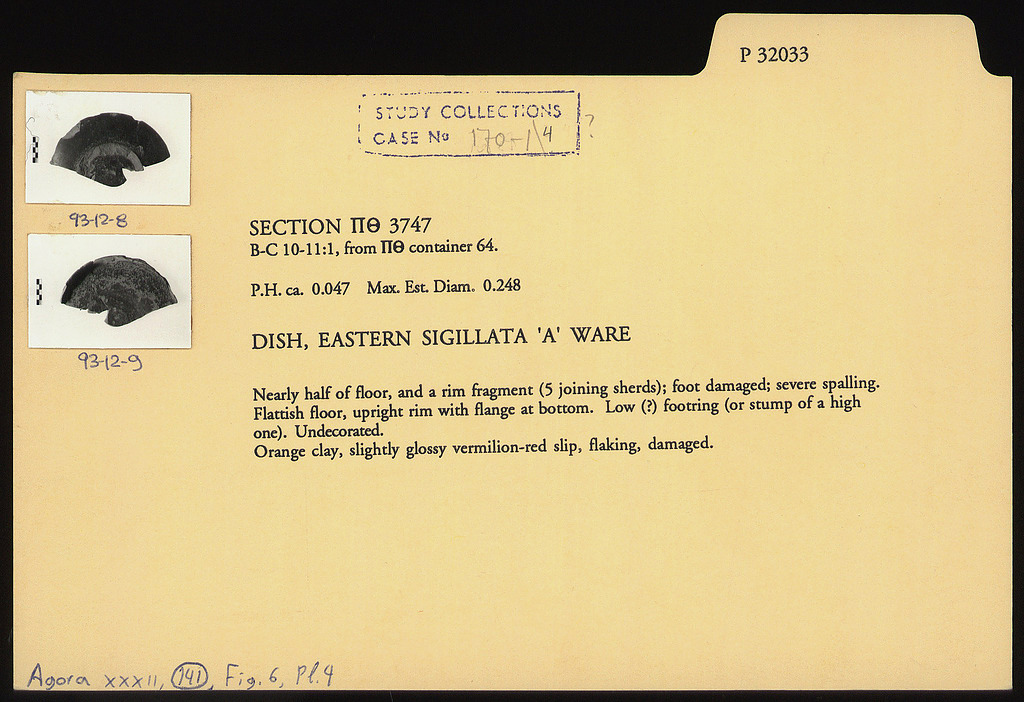 P 32033
STUDY COLLECTIONS
CASE No 170-1\4 ?
93-12-8
93-12-9
SECTION ΠΘ 3747
B-C 10-11:1, from ΠΘ container 64.
P.H. ca. 0.047 Max. Est. Diam. 0.248
DISH, EASTERN SIGILLATA 'A' WARE
Nearly half of floor, and a rim fragment (5 joining sherds); foot damaged; severe spalling.
Flattish floor, upright rim with flange at bottom. Low (?) footring (or stump of a high
one). Undecorated.
Orange clay, slightly glossy vermilion-red slip, flaking, damaged.
Agora XXXII, 141, Fig. 6, Pl. 4